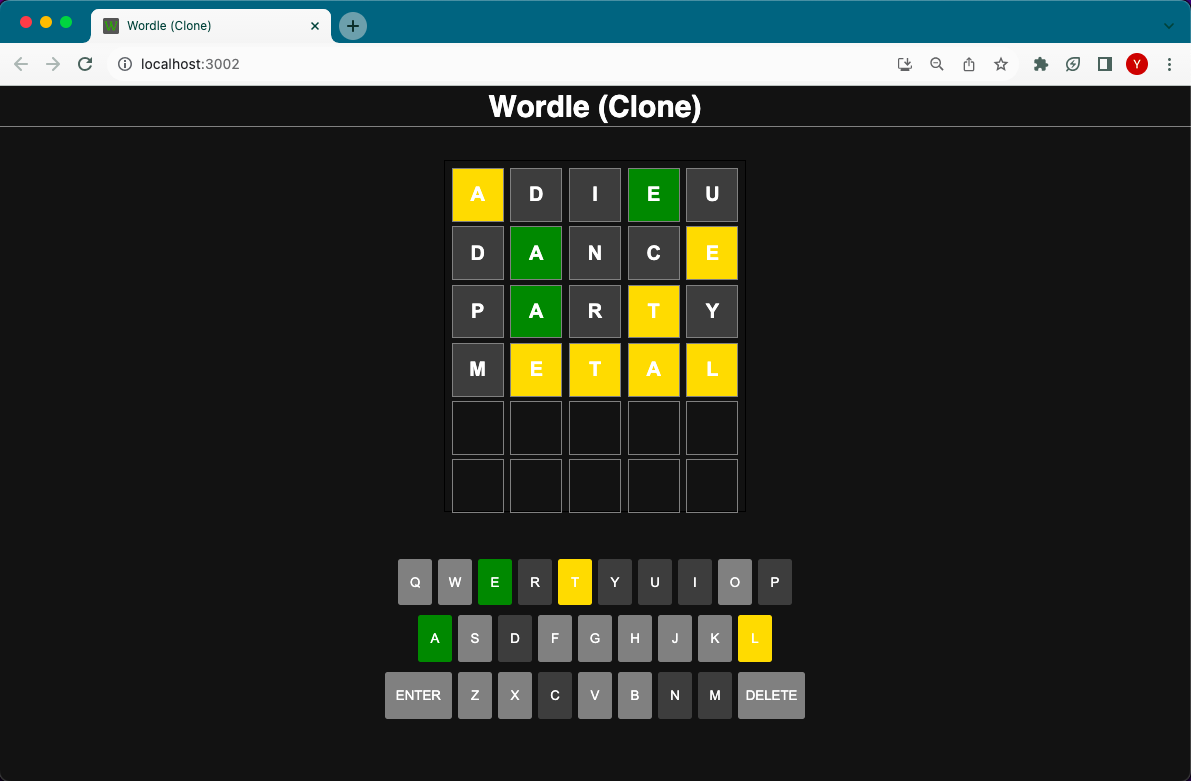 Wordle (Clone)
localhost:3002
Y
Wordle (Clone)
A D I E U
D A N C E
P A R T Y
M E T A L
Q W E R T Y U I O P
A S D F G H J K L
ENTER Z X C V B N M DELETE